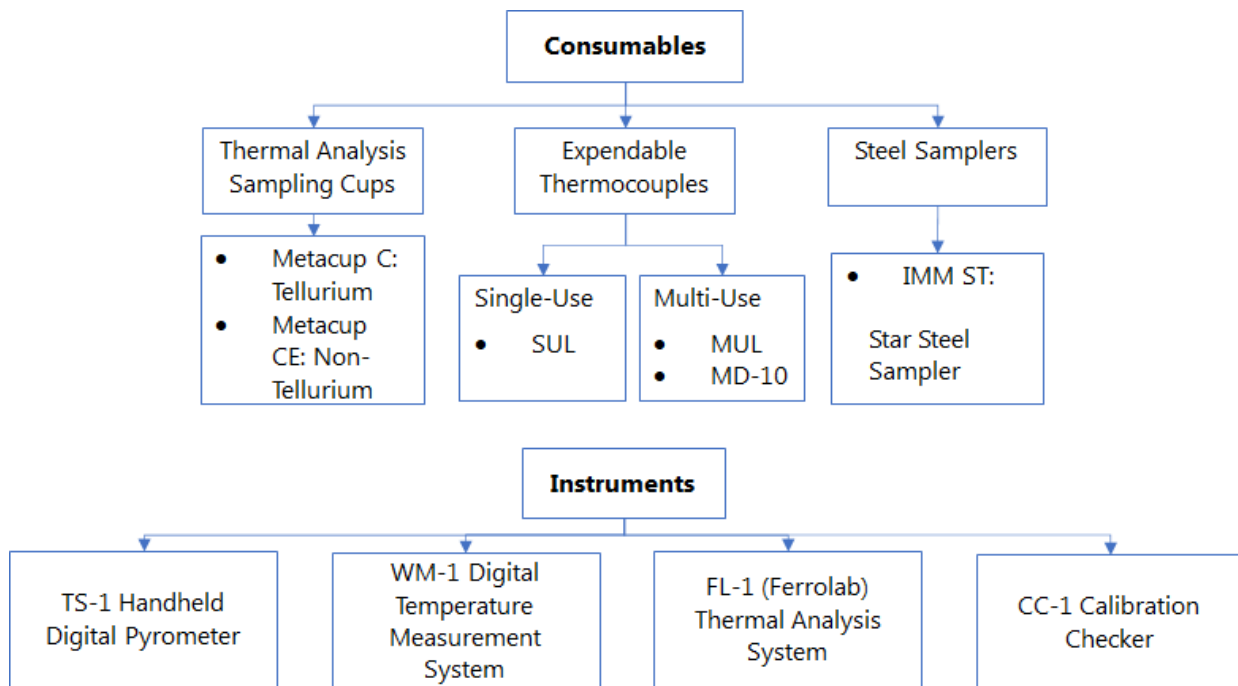 Consumables
Thermal Analysis
Sampling Cups
Expendable
Thermocouples
Steel Samplers
• Metacup C:
Tellurium
• Metacup
CE: Non-
Tellurium
Single-Use
• SUL
Multi-Use
• MUL
• MD-10
• IMM ST:
Star Steel
Sampler
Instruments
TS-1 Handheld
Digital Pyrometer
WM-1 Digital
Temperature
Measurement
System
FL-1 (Ferrolab)
Thermal Analysis
System
CC-1 Calibration
Checker